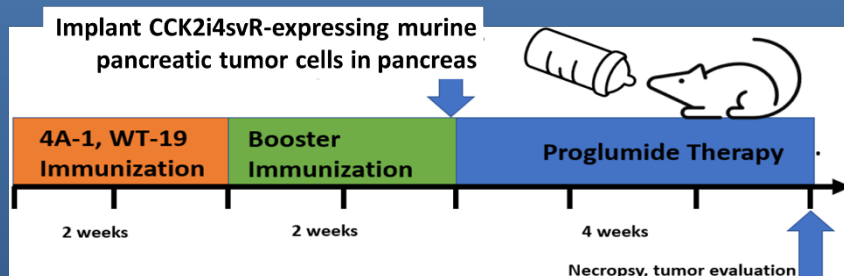 Implant CCK2i4svR-expressing murine
pancreatic tumor cells in pancreas
4A-1, WT-19
Immunization
Booster
Immunization
Proglumide Therapy
2 weeks
2 weeks
4 weeks
Necropsy, tumor evaluation